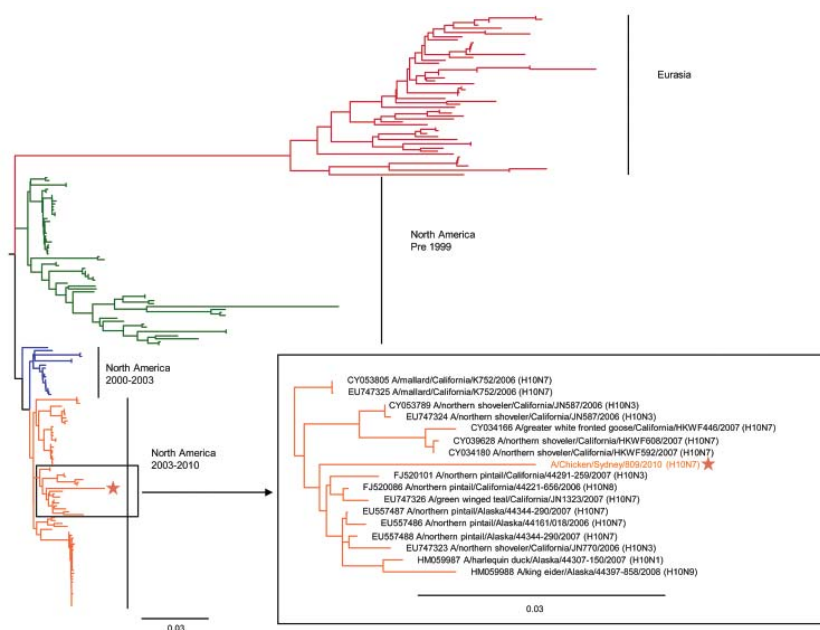 Eurasia
North America
Pre 1999
North America
2000-2003
North America
2003-2010
0.03
CY053805 A/mallard/California/K752/2006 (H10N7)
EU747325 A/mallard/California/K752/2006 (H10N7)
CY053789 A/northern shoveler/California/JN587/2006 (H10N3)
EU747324 A/northern shoveler/California/JN587/2006 (H10N3)
CY034166 A/greater white fronted goose/California/HKWF446/2007 (H10N7)
CY039628 A/northern shoveler/California/HKWF608/2007 (H10N7)
CY034180 A/northern shoveler/California/HKWF592/2007 (H10N7)
A/Chicken/Sydney/809/2010 (H10N7)
FJ520101 A/northern pintail/California/44291-259/2007 (H10N3)
FJ520086 A/northern pintail/California/44221-656/2006 (H10N8)
EU747326 A/green winged teal/California/JN1323/2007 (H10N7)
EU557487 A/northern pintail/Alaska/44344-290/2007 (H10N7)
EU557486 A/northern pintail/Alaska/44161/018/2006 (H10N7)
EU557488 A/northern pintail/Alaska/44344-290/2007 (H10N7)
EU747323 A/northern shoveler/California/JN770/2006 (H10N3)
HM059987 A/harlequin duck/Alaska/44307-150/2007 (H10N1)
HM059988 A/king eider/Alaska/44397-858/2008 (H10N9)
0.03